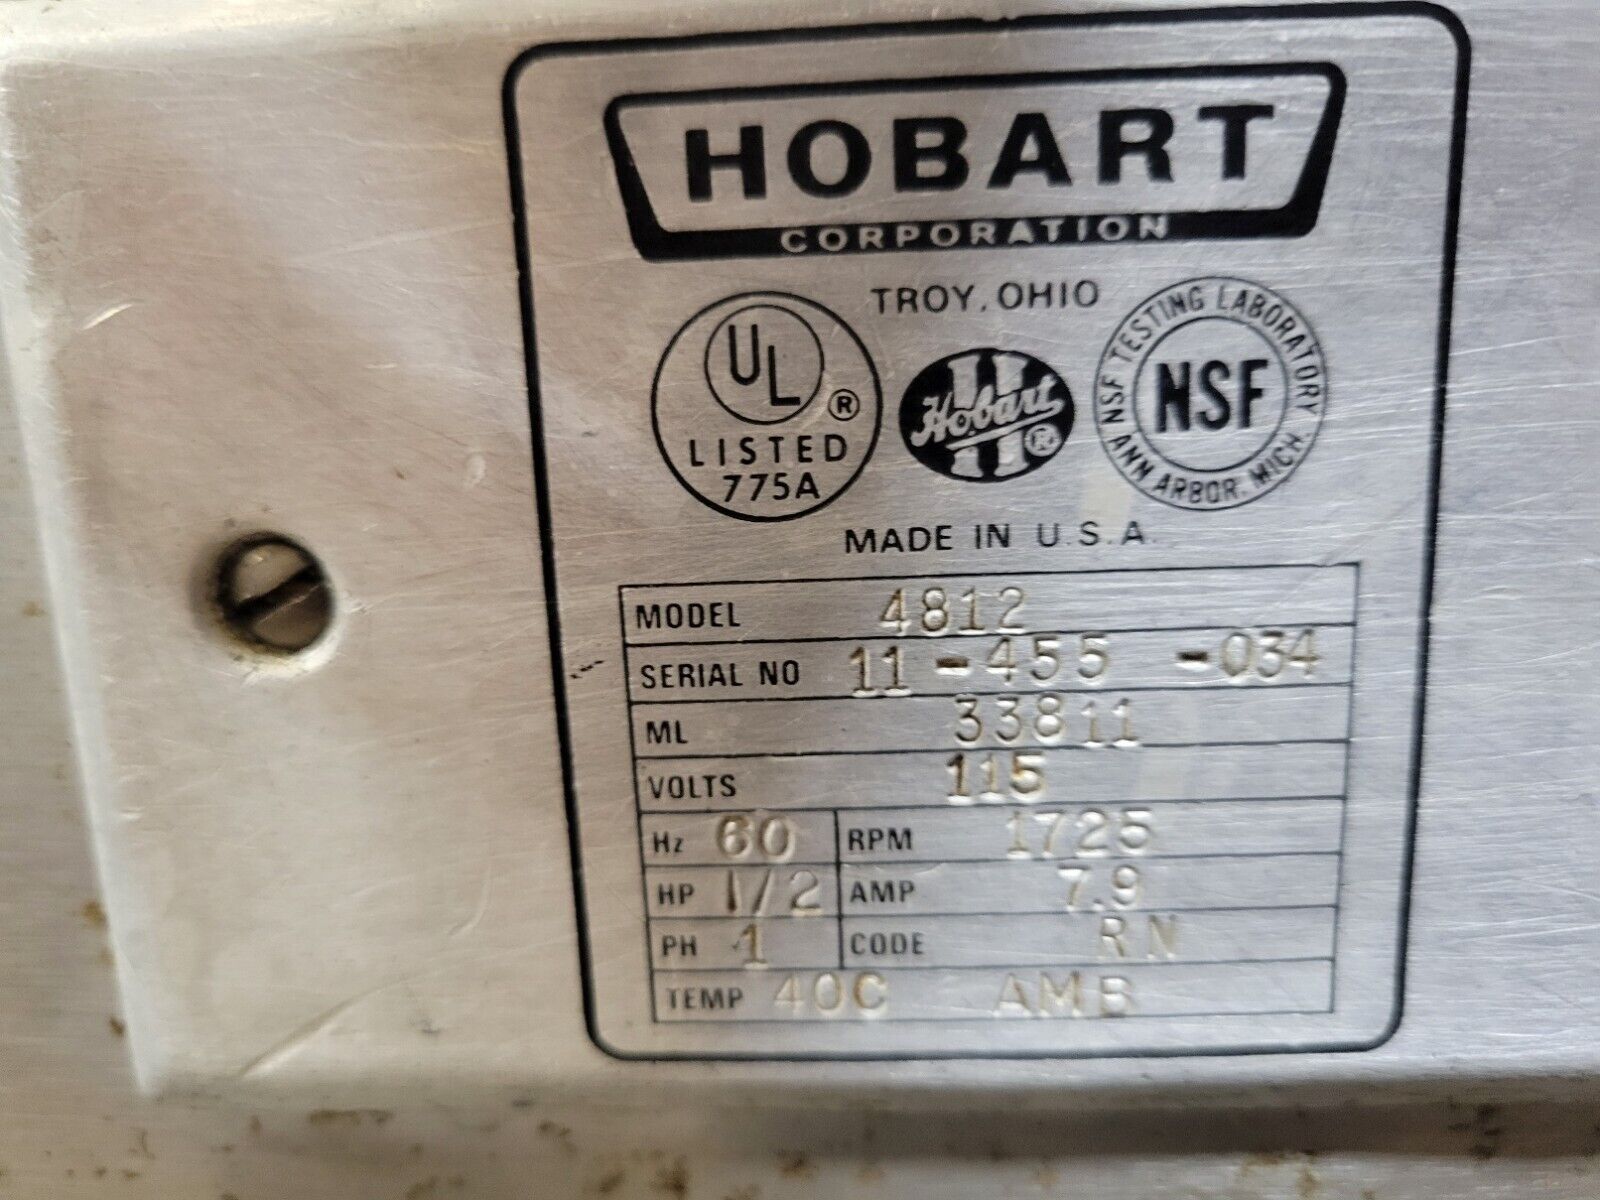 HOBART
CORPORATION
TROY, OHIO
UL ®
LISTED
775A
Hobart ®
NSF TESTING LABORATORY
NSF
ANN ARBOR, MICH.
MADE IN U.S.A.
MODEL 4812
SERIAL NO 11-455-034
ML 33811
VOLTS 115
Hz 60 RPM 1725
HP 1/2 AMP 7.9
PH 1 CODE RN
TEMP 40C AMB